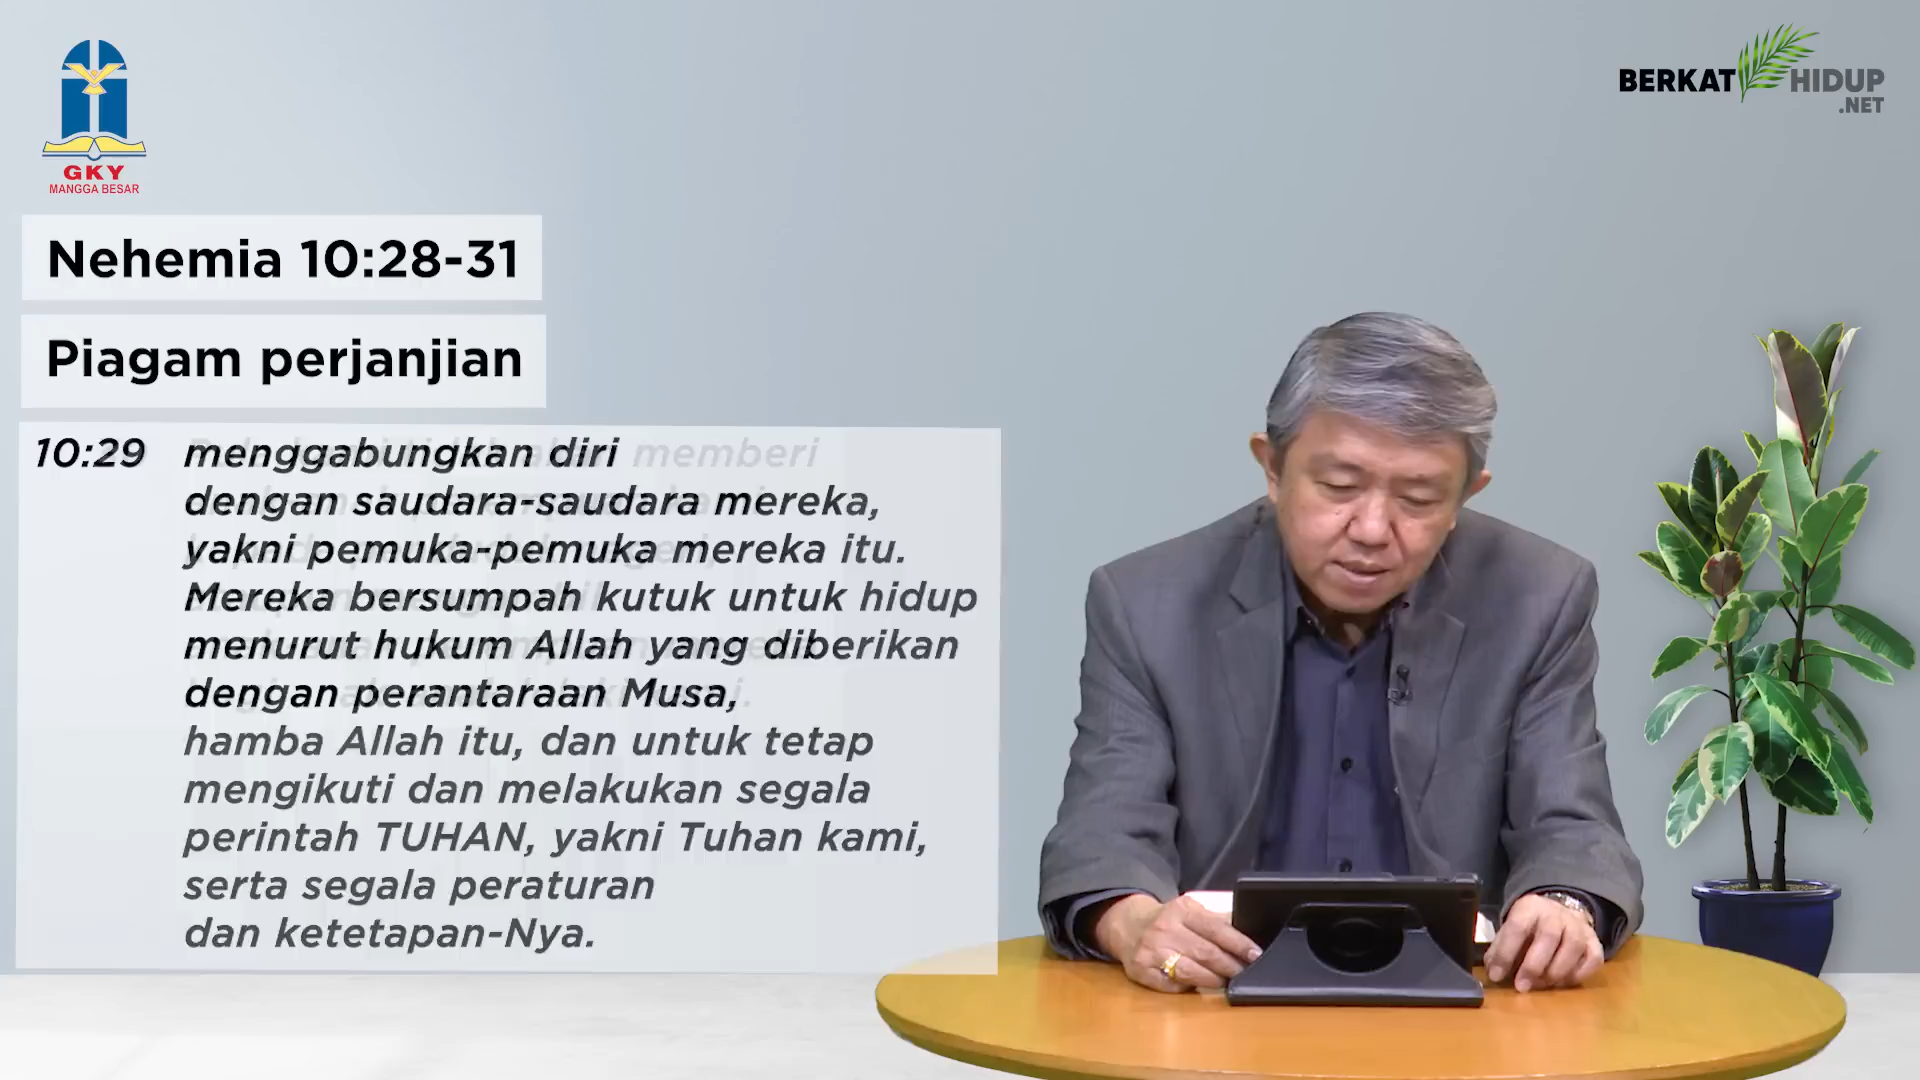 GKY
MANGGA BESAR
BERKAT HIDUP
.NET
Nehemia 10:28-31
Piagam perjanjian
10:29 menggabungkan diri
dengan saudara-saudara mereka,
yakni pemuka-pemuka mereka itu.
Mereka bersumpah kutuk untuk hidup
menurut hukum Allah yang diberikan
dengan perantaraan Musa,
hamba Allah itu, dan untuk tetap
mengikuti dan melakukan segala
perintah TUHAN, yakni Tuhan kami,
serta segala peraturan
dan ketetapan-Nya.
memberi